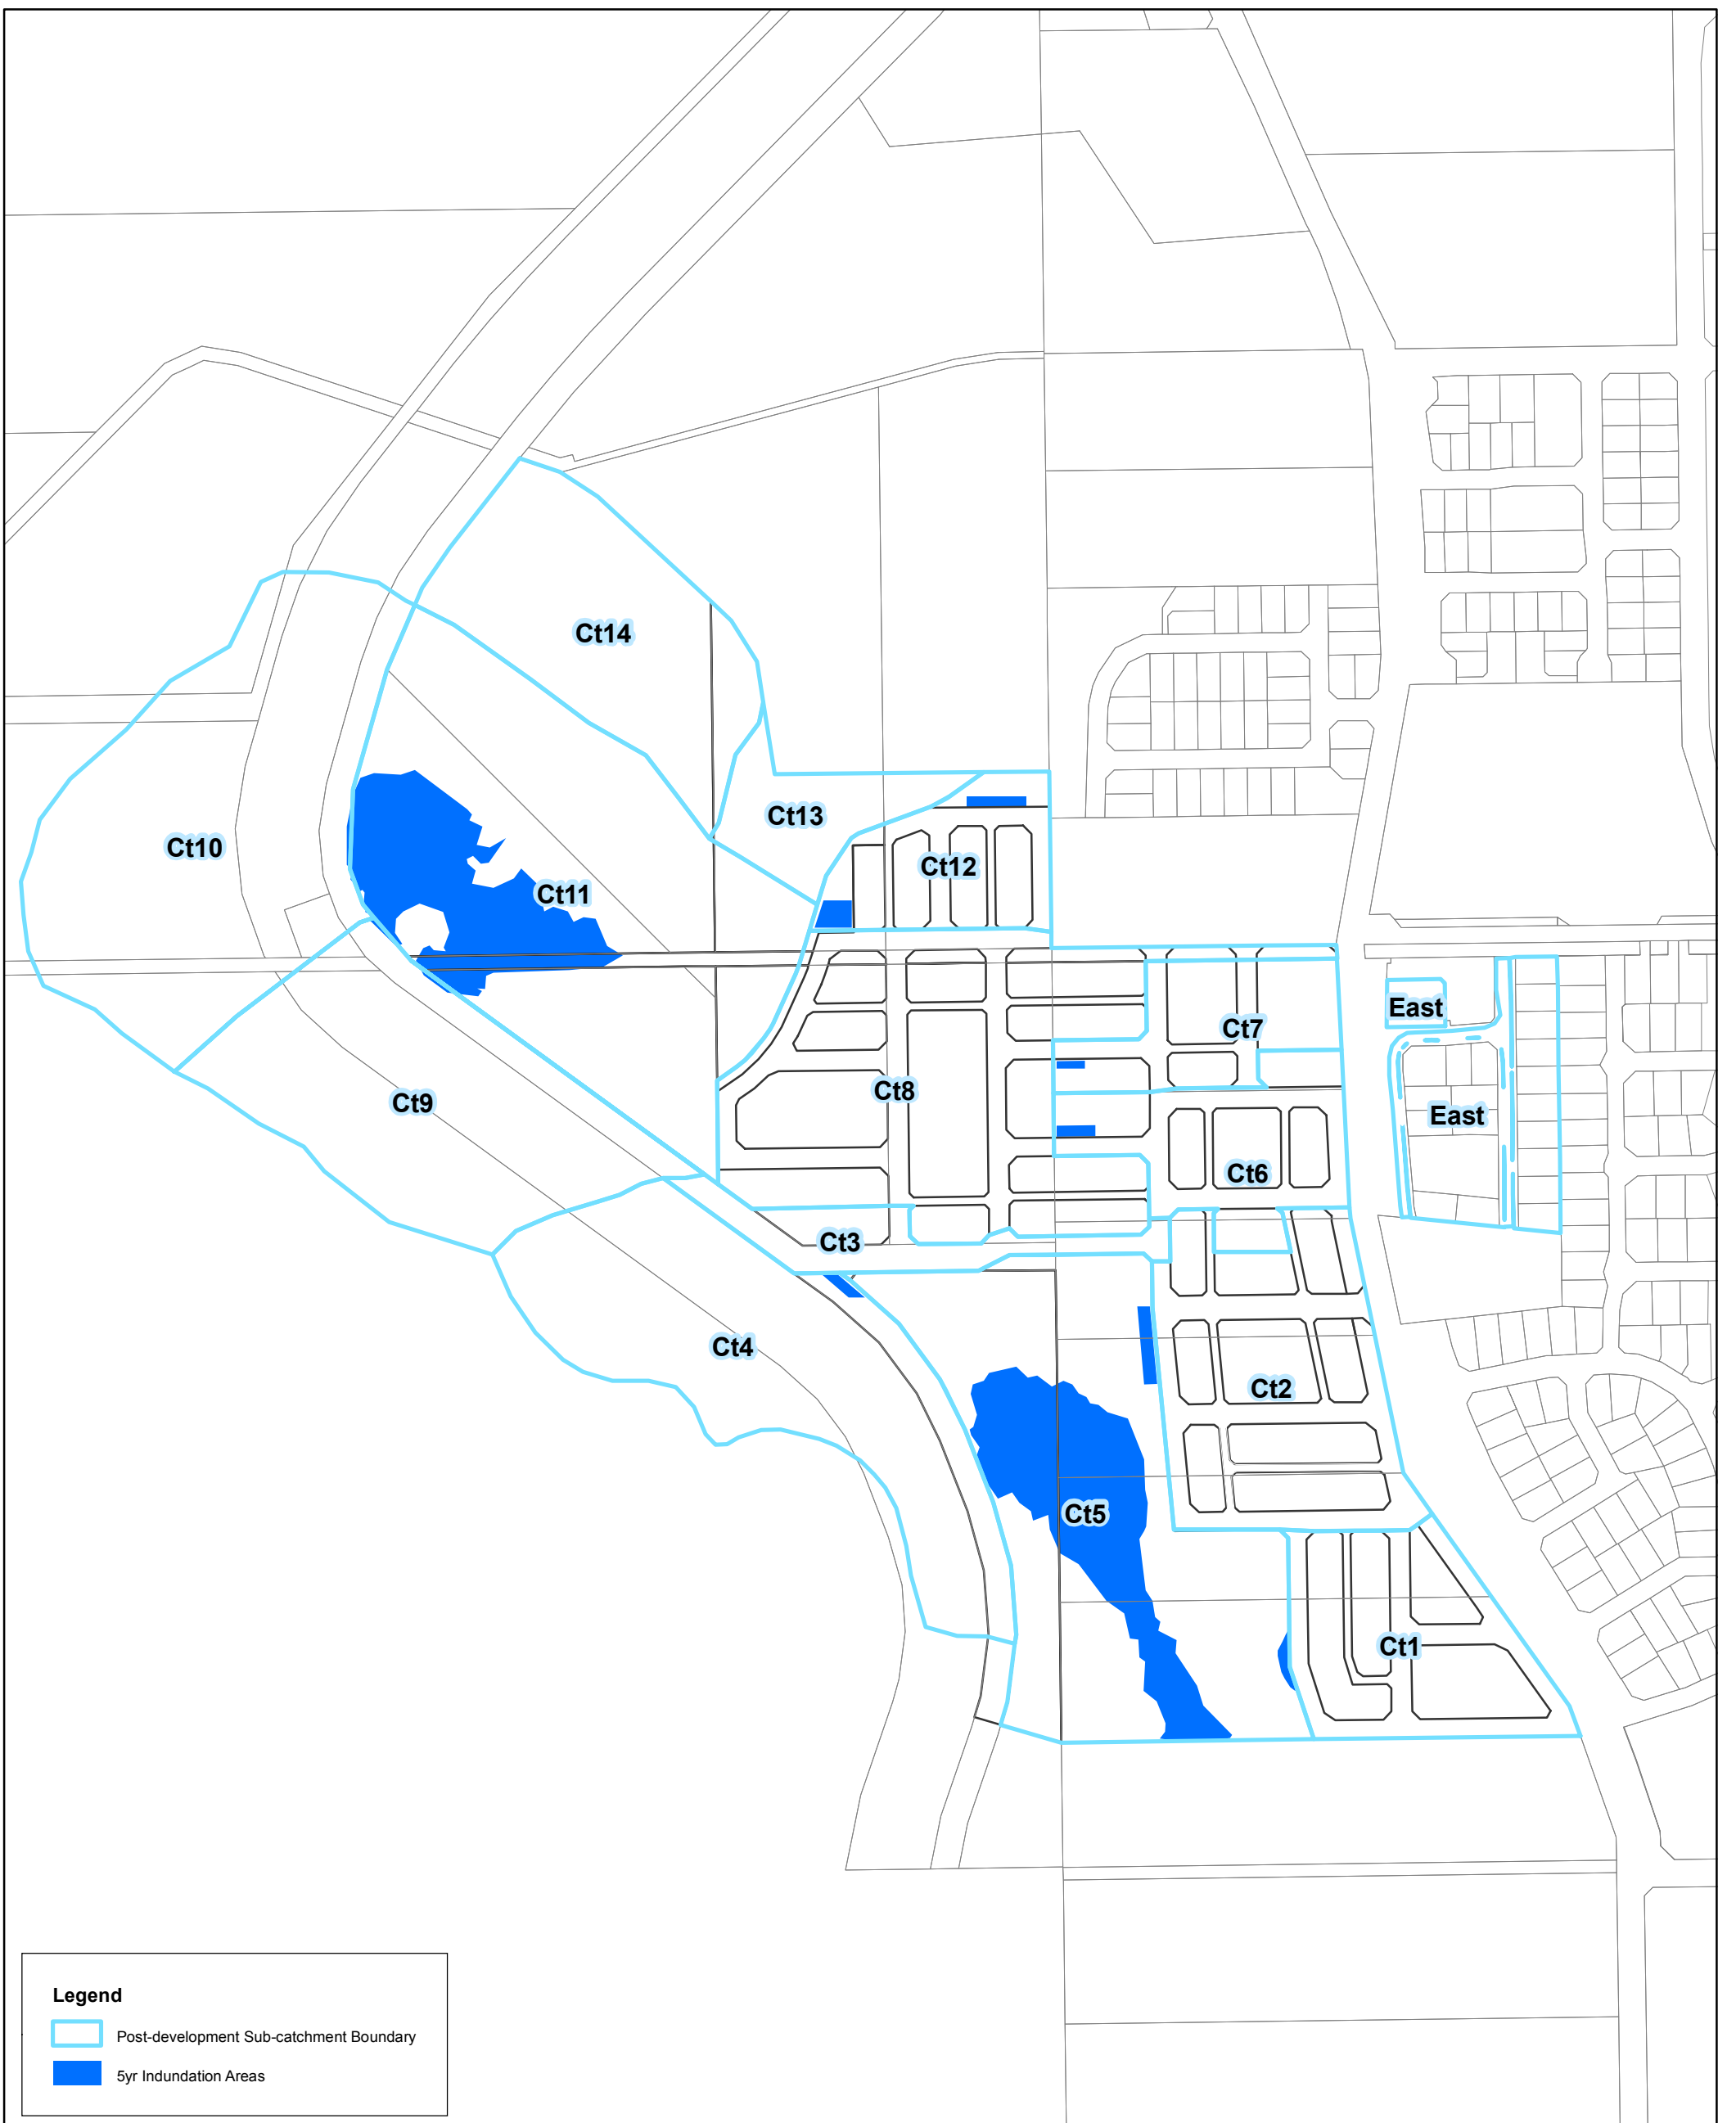 Ct14
Ct13
Ct10
Ct12
Ct11
East
Ct7
Ct8
Ct9
East
Ct6
Ct3
Ct4
Ct2
Ct5
Ct1
Legend
Post-development Sub-catchment Boundary
5yr Indundation Areas